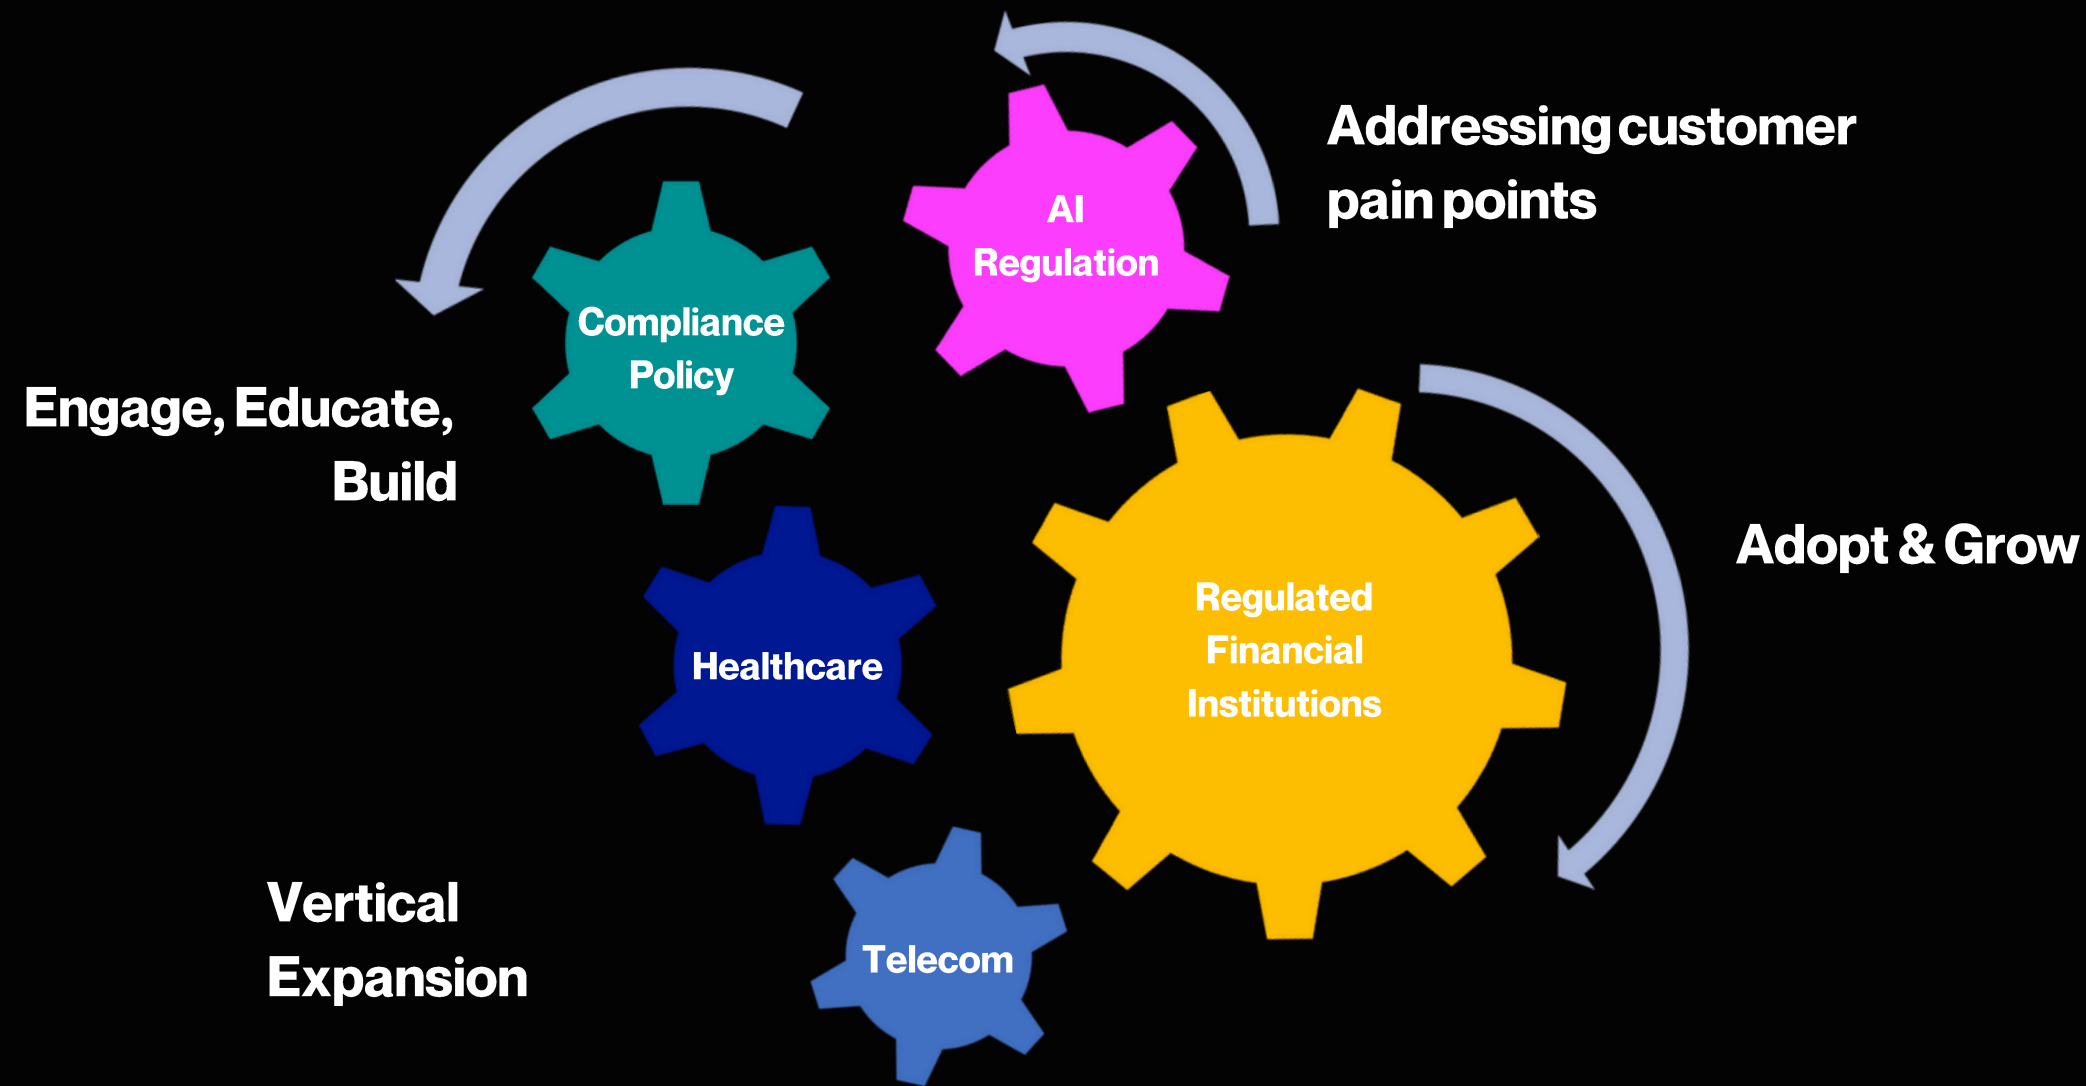 Addressing customer
pain points
AI
Regulation
Compliance
Policy
Engage, Educate,
Build
Adopt & Grow
Regulated
Financial
Institutions
Healthcare
Vertical
Expansion
Telecom